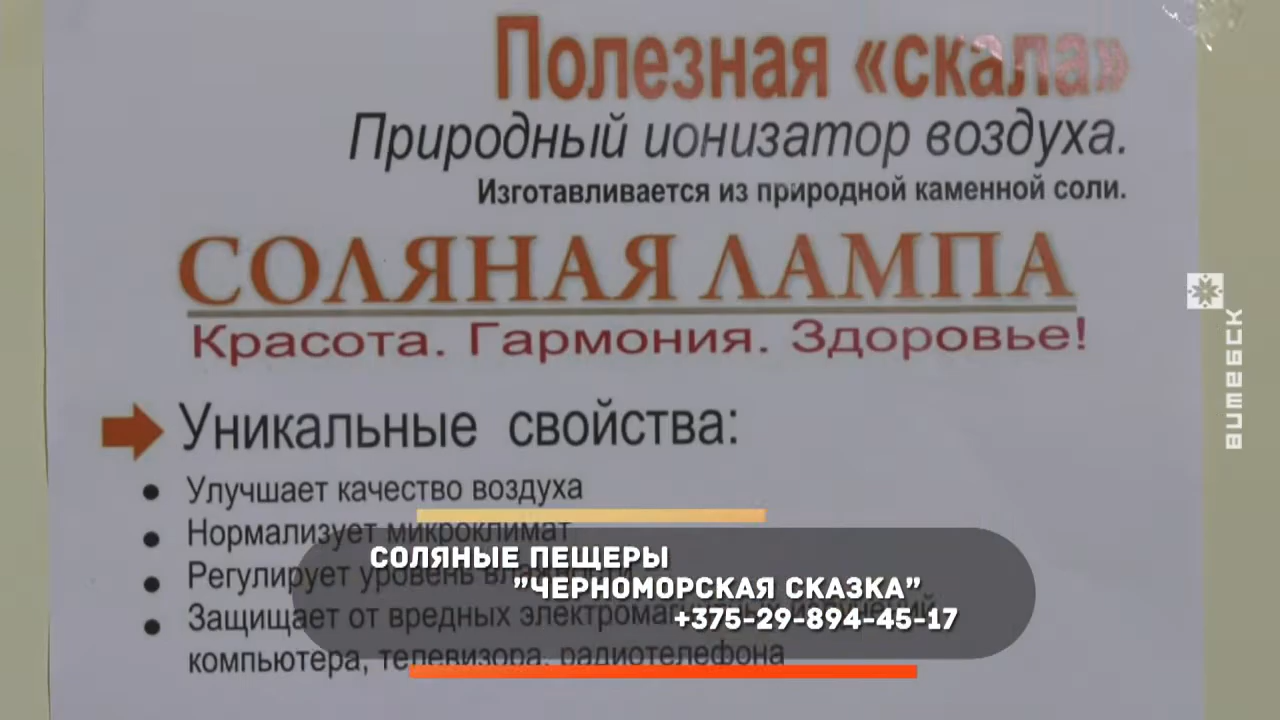 Полезная «скала»
Природный ионизатор воздуха.
Изготавливается из природной каменной соли.
СОЛЯНАЯ ЛАМПА
Красота. Гармония. Здоровье!
Уникальные свойства:
Улучшает качество воздуха
Нормализует микроклимат
Регулирует уровень
Защищает от вредных
компьютера, телевизора, радиотелефона
СОЛЯНЫЕ ПЕЩЕРЫ
"ЧЕРНОМОРСКАЯ СКАЗКА"
+375-29-894-45-17
ВИТЕБСК